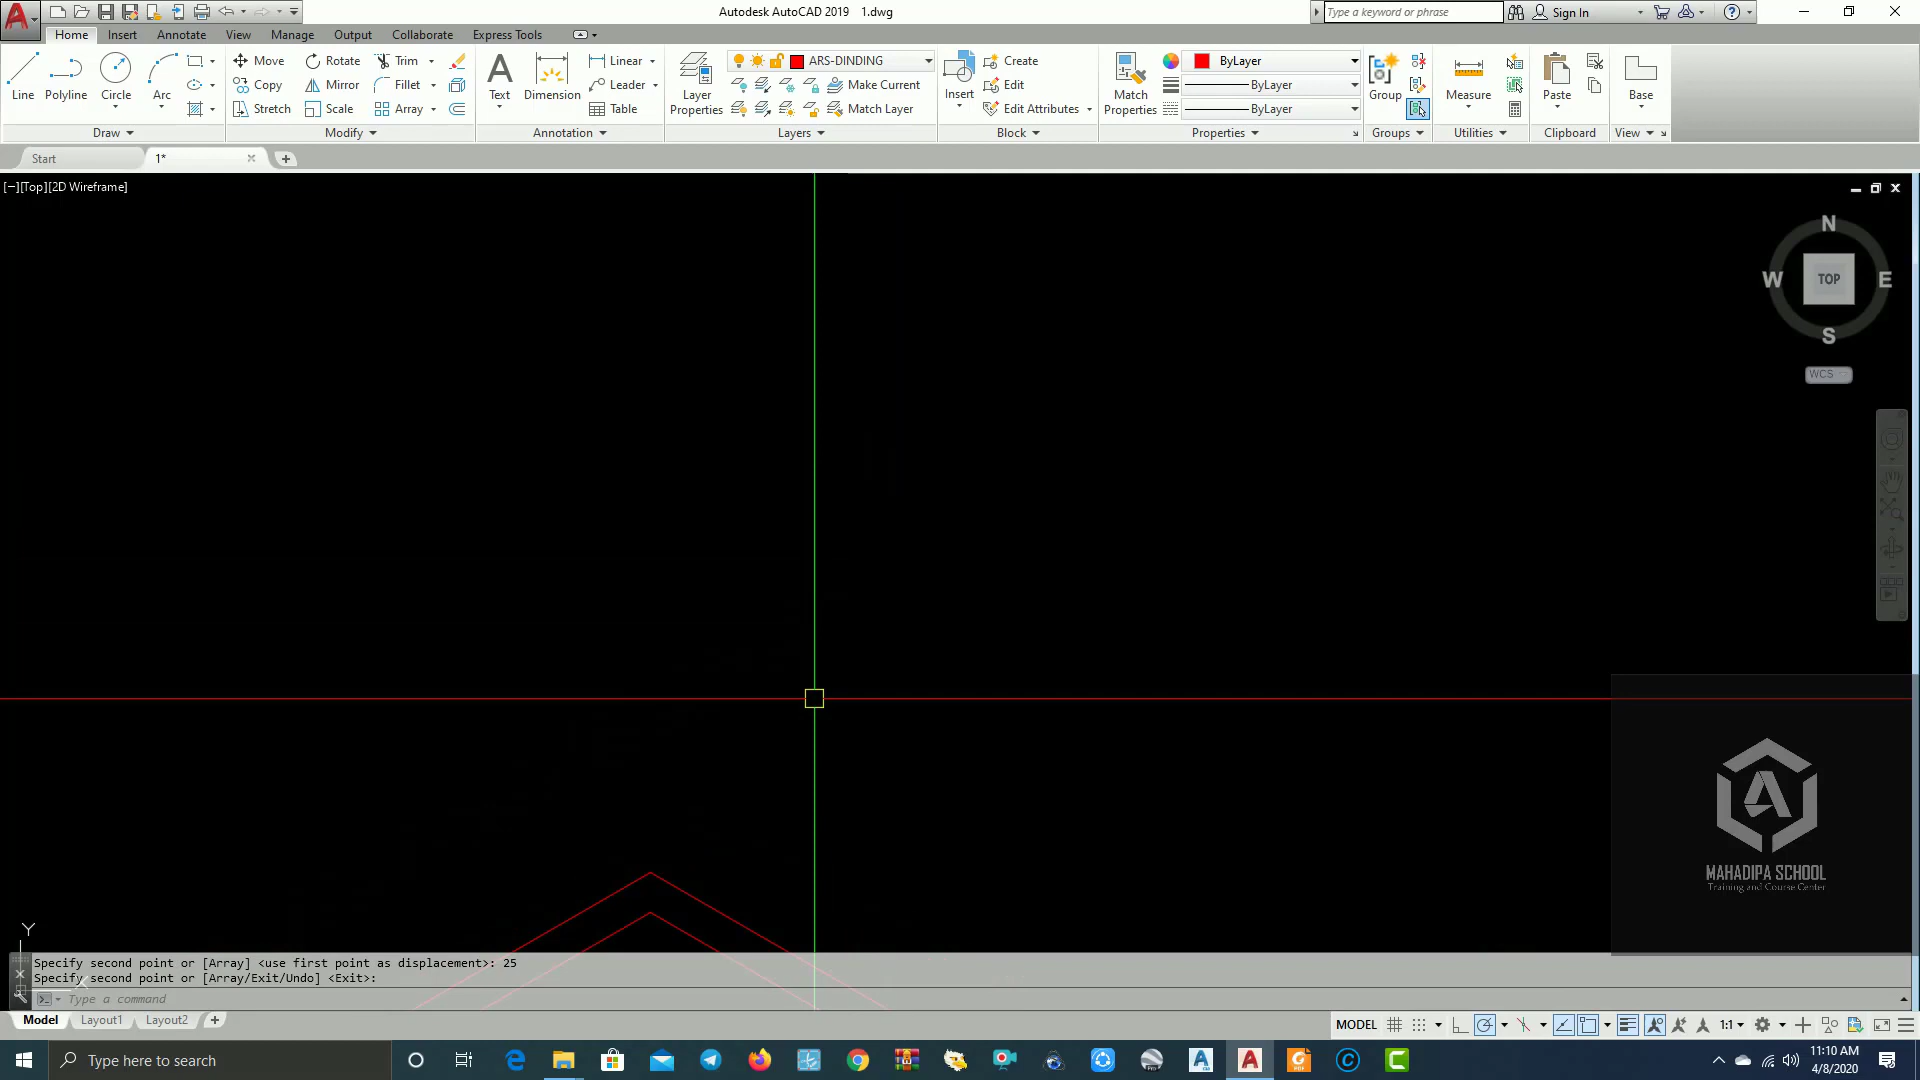 Autodesk AutoCAD 2019 1.dwg
Type a keyword or phrase
Sign In
Home Insert Annotate View Manage Output Collaborate Express Tools
Line Polyline Circle Arc
Move Rotate Trim
Copy Mirror Fillet
Stretch Scale Array
Text Dimension
Linear
Leader
Table
Layer Properties
ARS-DINDING
Make Current
Match Layer
Insert
Create
Edit
Edit Attributes
Match Properties
ByLayer
ByLayer
ByLayer
Group
Measure
Paste
Base
Draw Modify Annotation Layers Block Properties Groups Utilities Clipboard View
Start 1*
[−][Top][2D Wireframe]
N
W TOP E
S
WCS
MAHADIPA SCHOOL
Training and Course Center
Y
X
Specify second point or [Array] <use first point as displacement>: 25
Specify second point or [Array/Exit/Undo] <Exit>:
Type a command
Model Layout1 Layout2
MODEL 1:1
Type here to search
11:10 AM
4/8/2020